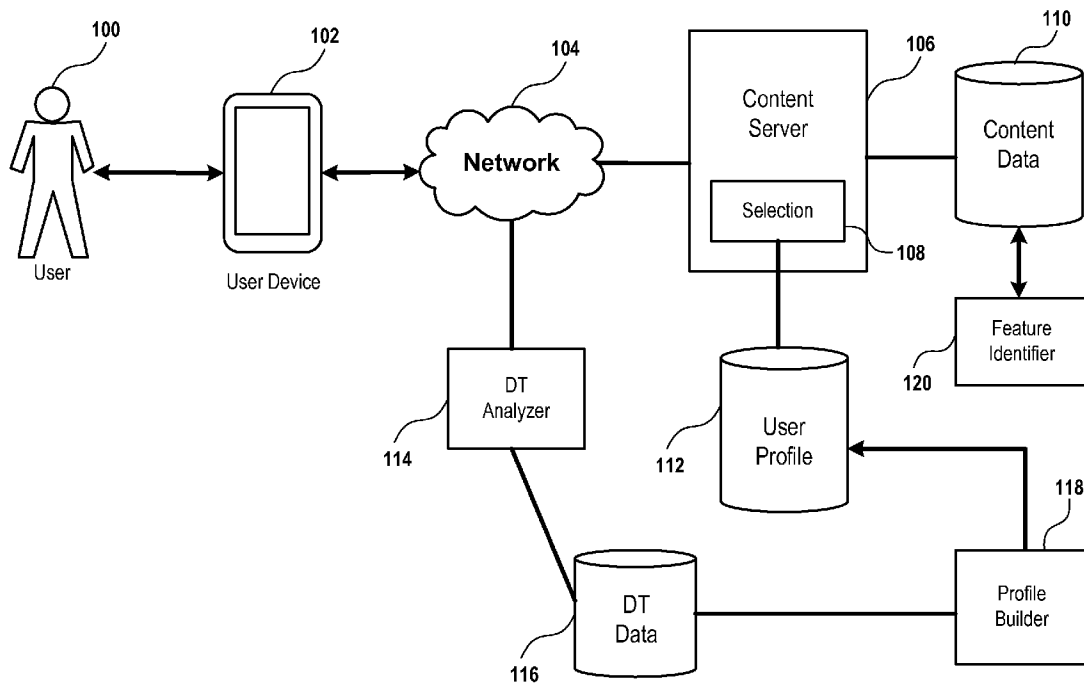 100
102
104
106
110
Content
Server
Content
Data
Network
Selection
108
User
User Device
Feature
Identifier
120
DT
Analyzer
114
User
Profile
112
118
DT
Data
116
Profile
Builder